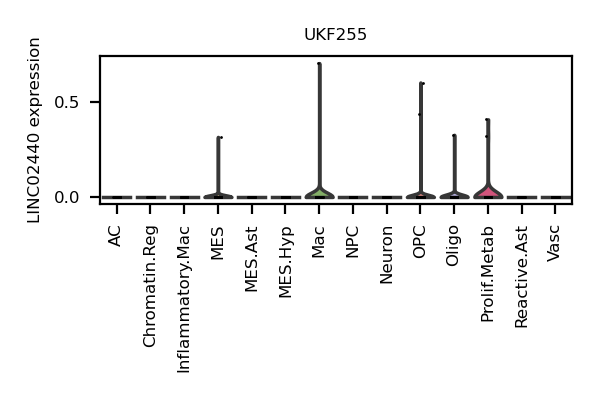 UKF255
LINC02440 expression
0.5
0.0
AC
Chromatin.Reg
Inflammatory.Mac
MES
MES.Ast
MES.Hyp
Mac
NPC
Neuron
OPC
Oligo
Prolif.Metab
Reactive.Ast
Vasc